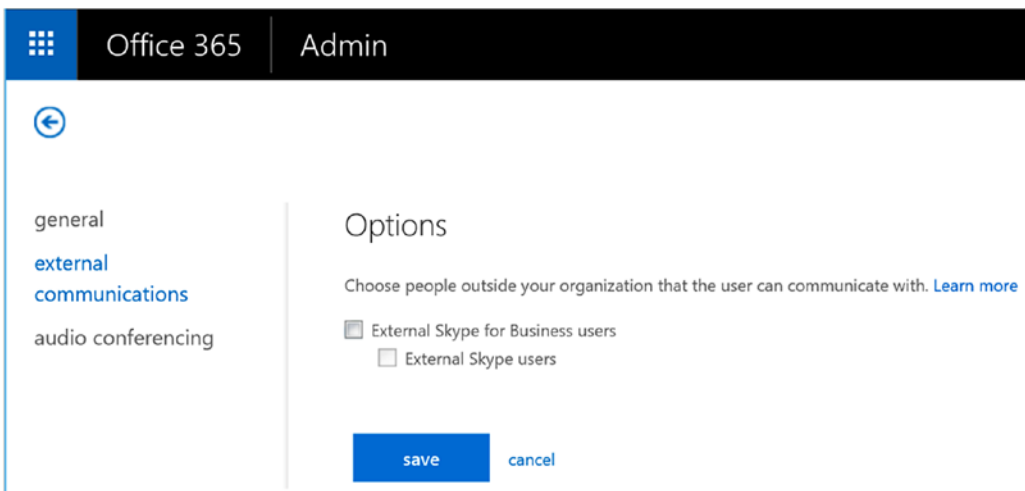 Office 365 Admin
general
external
communications
audio conferencing
Options
Choose people outside your organization that the user can communicate with. Learn more
External Skype for Business users
External Skype users
save cancel